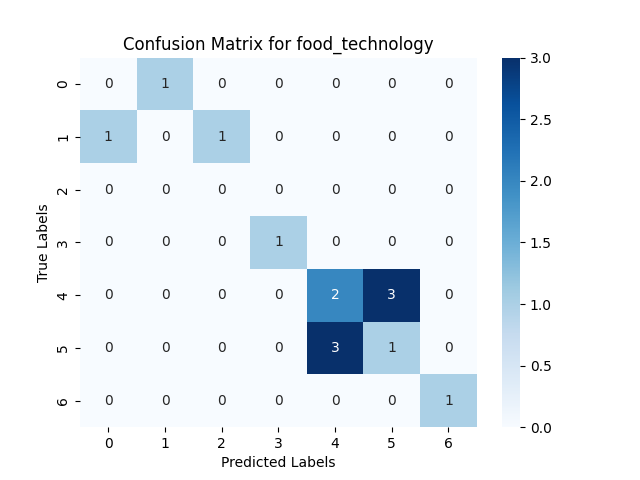 Confusion Matrix for food_technology
0 0 1 0 0 0 0 0
1 1 0 1 0 0 0 0
2 0 0 0 0 0 0 0
3 0 0 0 1 0 0 0
4 0 0 0 0 2 3 0
5 0 0 0 0 3 1 0
6 0 0 0 0 0 0 1
0 1 2 3 4 5 6
True Labels
Predicted Labels
3.0
2.5
2.0
1.5
1.0
0.5
0.0